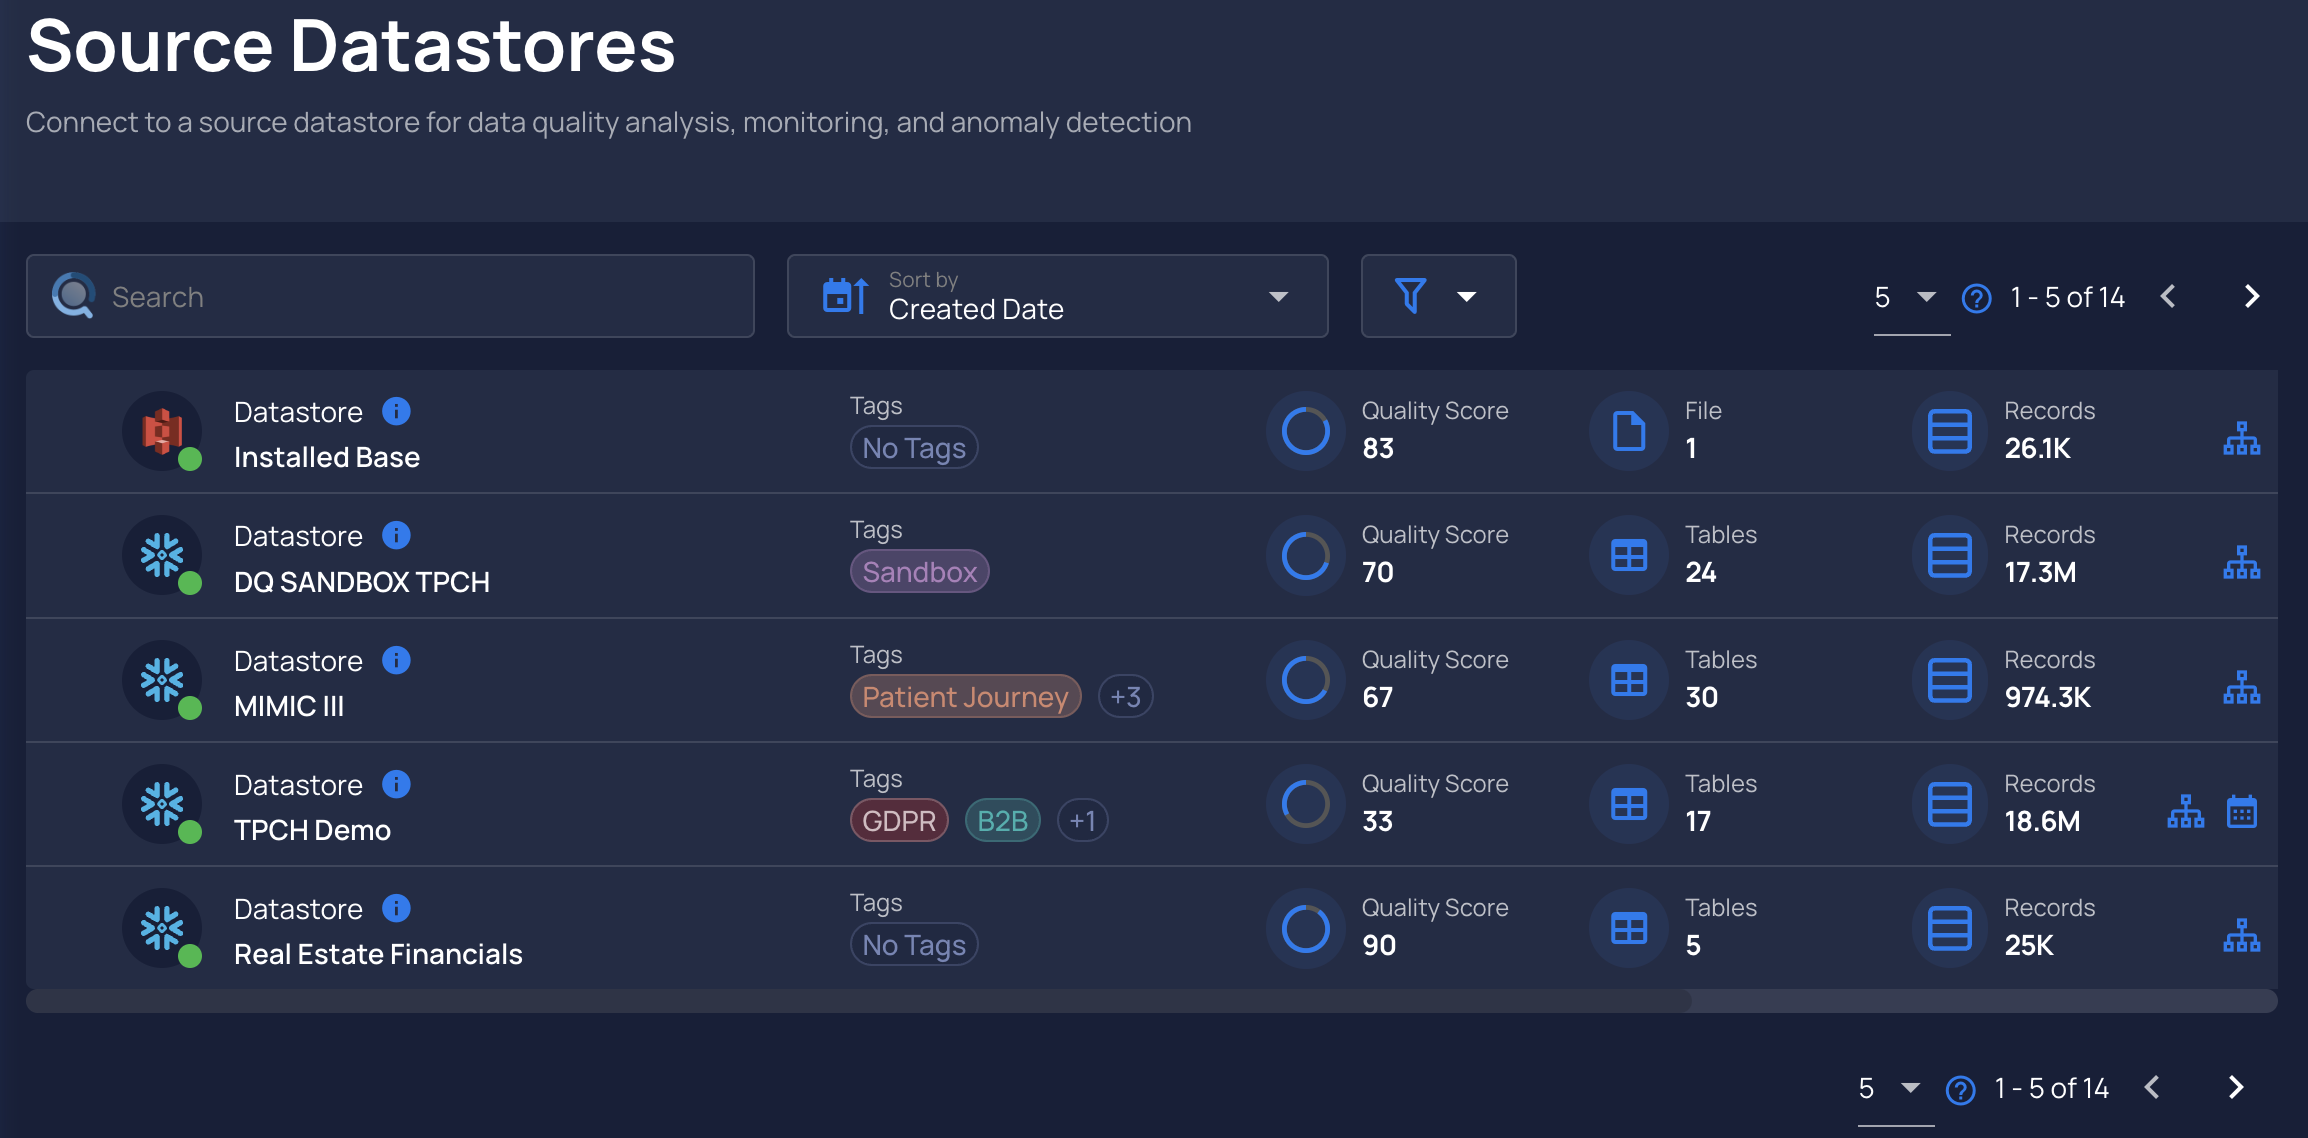 Source Datastores
Connect to a source datastore for data quality analysis, monitoring, and anomaly detection
Search
Sort by
Created Date
5
1 - 5 of 14
Datastore
Installed Base
Tags
No Tags
Quality Score
83
File
1
Records
26.1K
Datastore
DQ SANDBOX TPCH
Tags
Sandbox
Quality Score
70
Tables
24
Records
17.3M
Datastore
MIMIC III
Tags
Patient Journey +3
Quality Score
67
Tables
30
Records
974.3K
Datastore
TPCH Demo
Tags
GDPR B2B +1
Quality Score
33
Tables
17
Records
18.6M
Datastore
Real Estate Financials
Tags
No Tags
Quality Score
90
Tables
5
Records
25K
5
1 - 5 of 14